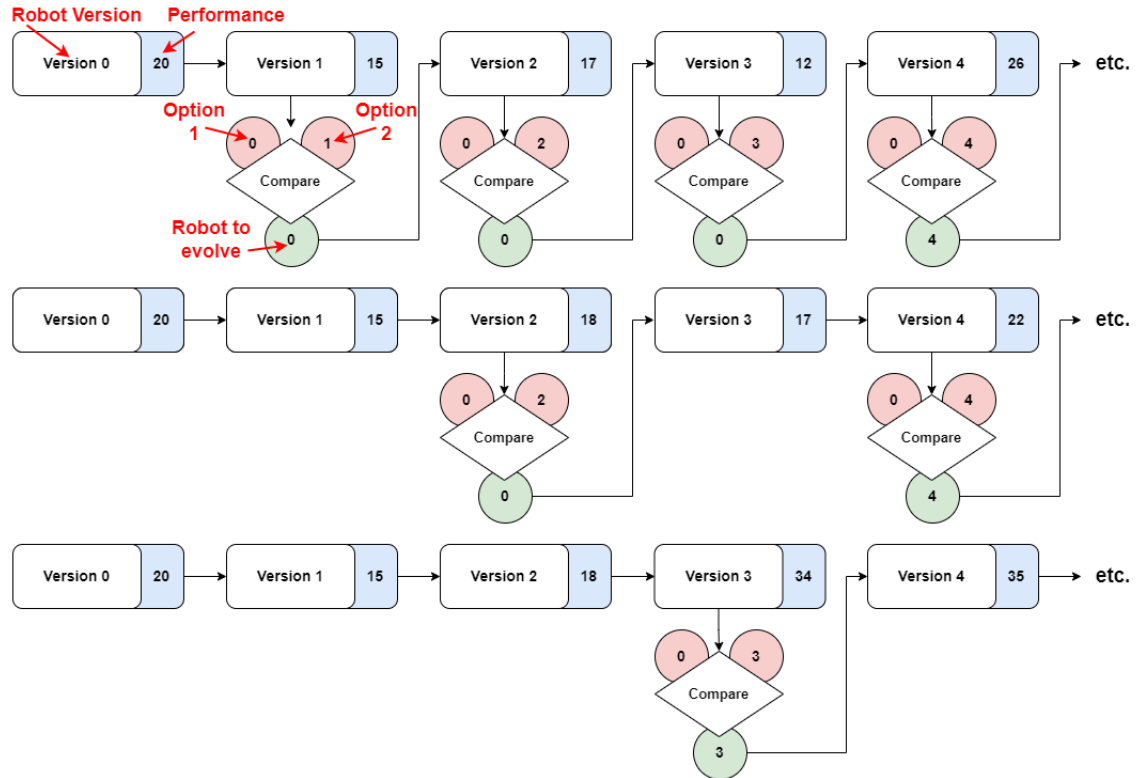 Robot Version
Performance
Version 0
20
Version 1
15
Version 2
17
Version 3
12
Version 4
26
etc.
Option
1
Option
2
0
1
0
2
0
3
0
4
Compare
Compare
Compare
Compare
Robot to
evolve
0
0
0
4
Version 0
20
Version 1
15
Version 2
18
Version 3
17
Version 4
22
etc.
0
2
0
4
Compare
Compare
0
4
Version 0
20
Version 1
15
Version 2
18
Version 3
34
Version 4
35
etc.
0
3
Compare
3